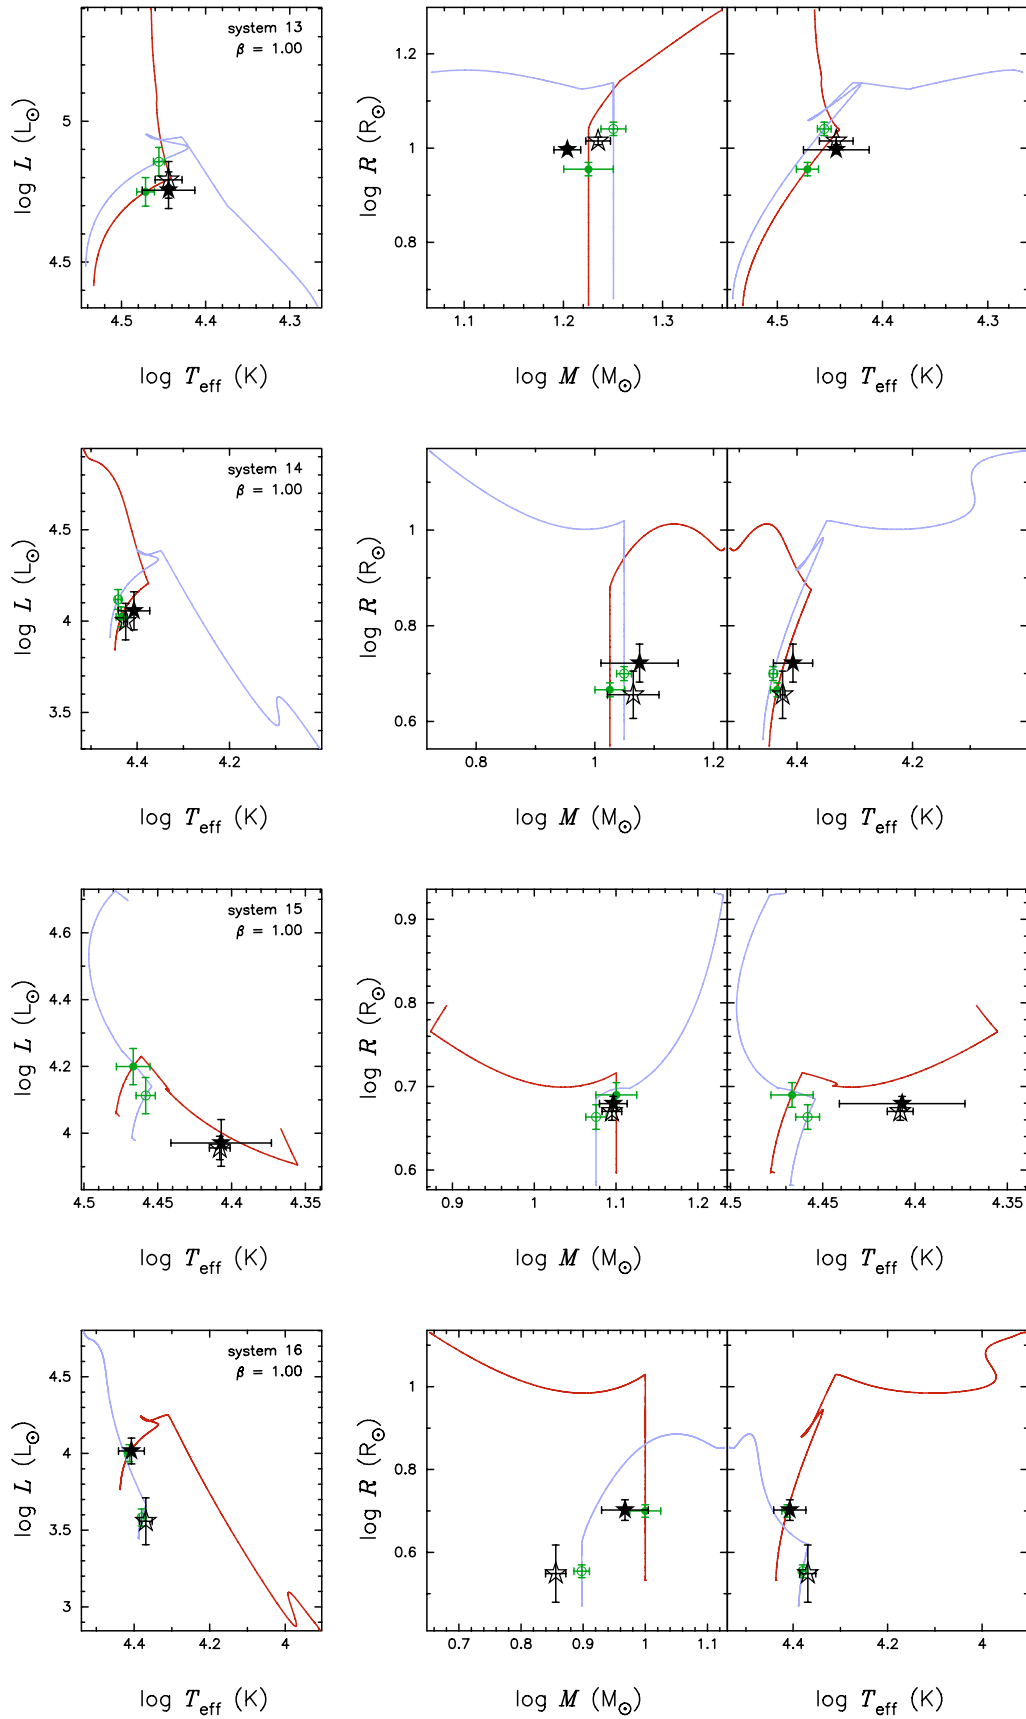 system 13
β = 1.00
log L (L⊙)
5
4.5
4.5 4.4 4.3
log T_eff (K)
log R (R⊙)
1.2
1
0.8
1.1 1.2 1.3
log M (M⊙)
4.5 4.4 4.3
log T_eff (K)
system 14
β = 1.00
log L (L⊙)
4.5
4
3.5
4.4 4.2
log T_eff (K)
log R (R⊙)
1
0.8
0.6
0.8 1 1.2
log M (M⊙)
4.4 4.2
log T_eff (K)
system 15
β = 1.00
log L (L⊙)
4.6
4.4
4.2
4
4.5 4.45 4.4 4.35
log T_eff (K)
log R (R⊙)
0.9
0.8
0.7
0.6
0.9 1 1.1 1.2
log M (M⊙)
4.5 4.45 4.4 4.35
log T_eff (K)
system 16
β = 1.00
log L (L⊙)
4.5
4
3.5
3
4.4 4.2 4
log T_eff (K)
log R (R⊙)
1
0.8
0.6
0.7 0.8 0.9 1 1.1
log M (M⊙)
4.4 4.2 4
log T_eff (K)